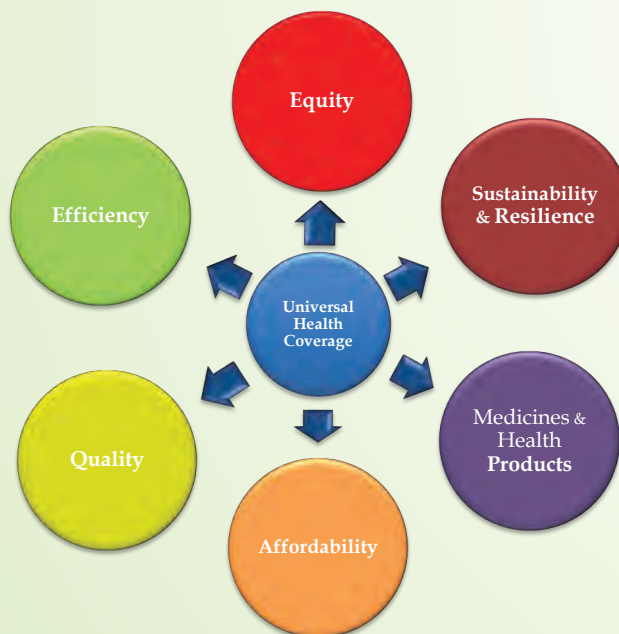 Equity
Sustainability
& Resilience
Efficiency
Universal
Health
Coverage
Medicines &
Health
Products
Quality
Affordability